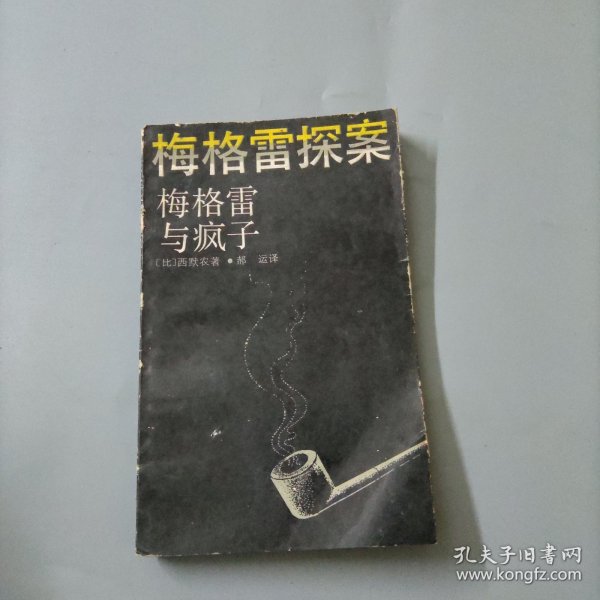 梅格雷探案
梅格雷
与疯子
〔比〕西默农著 • 郝 运译
孔夫子旧书网
www.kongfz.com